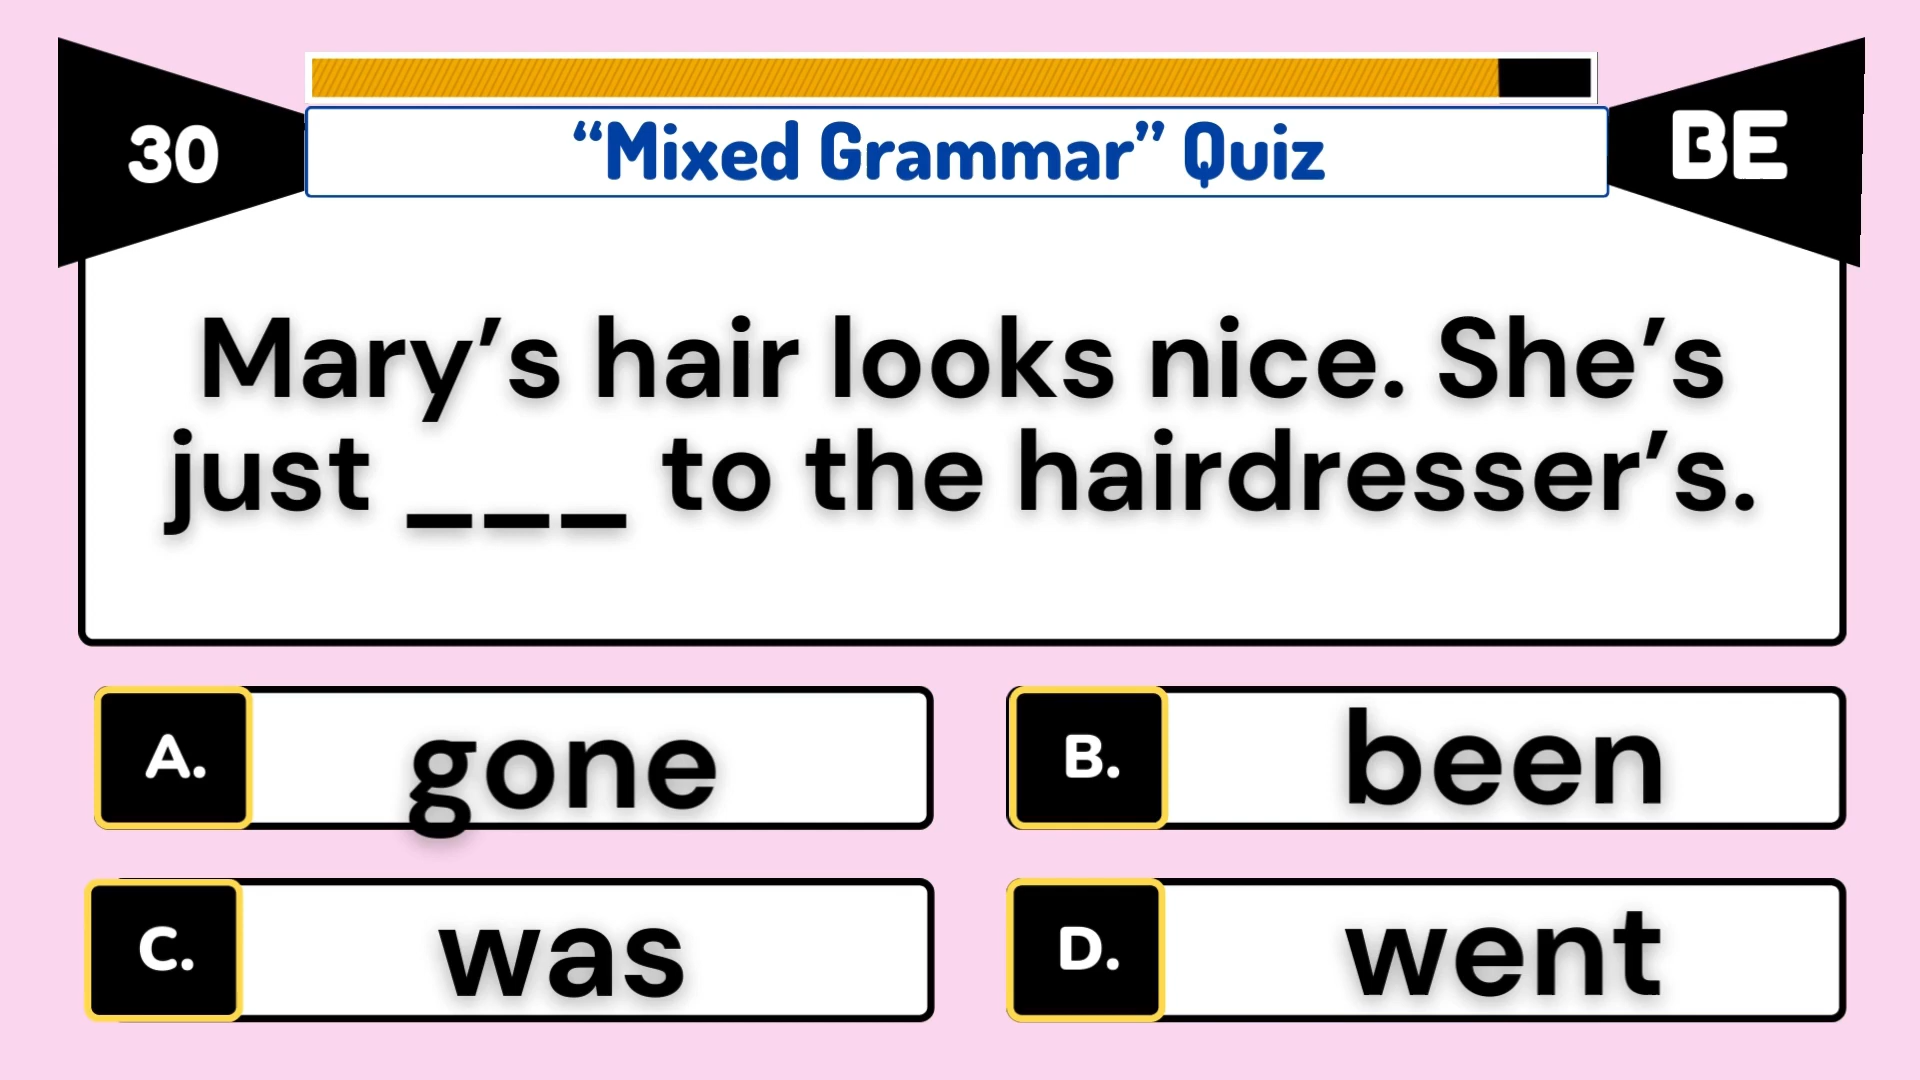 30
“Mixed Grammar” Quiz
BE
Mary’s hair looks nice. She’s
just ___ to the hairdresser’s.
A. gone
B. been
C. was
D. went